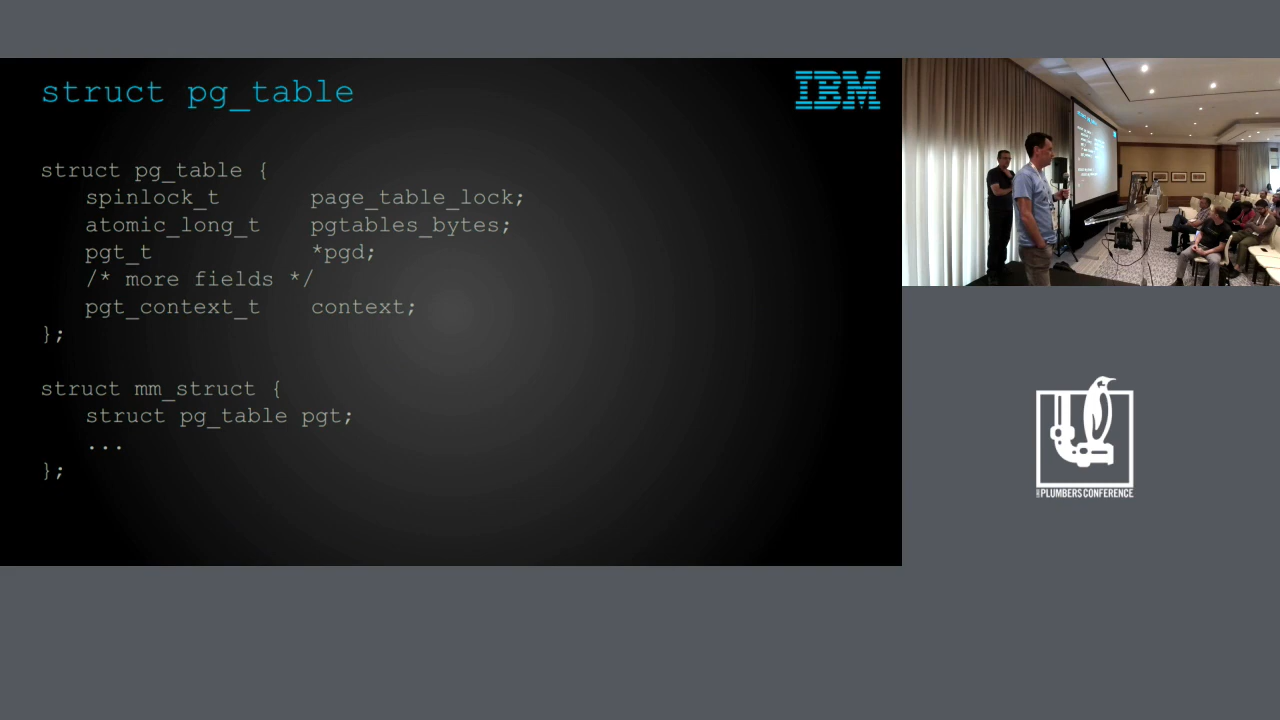 struct pg_table
IBM
struct pg_table {
spinlock_t page_table_lock;
atomic_long_t pgtables_bytes;
pgt_t *pgd;
/* more fields */
pgt_context_t context;
};
struct mm_struct {
struct pg_table pgt;
...
};
PLUMBERS CONFERENCE